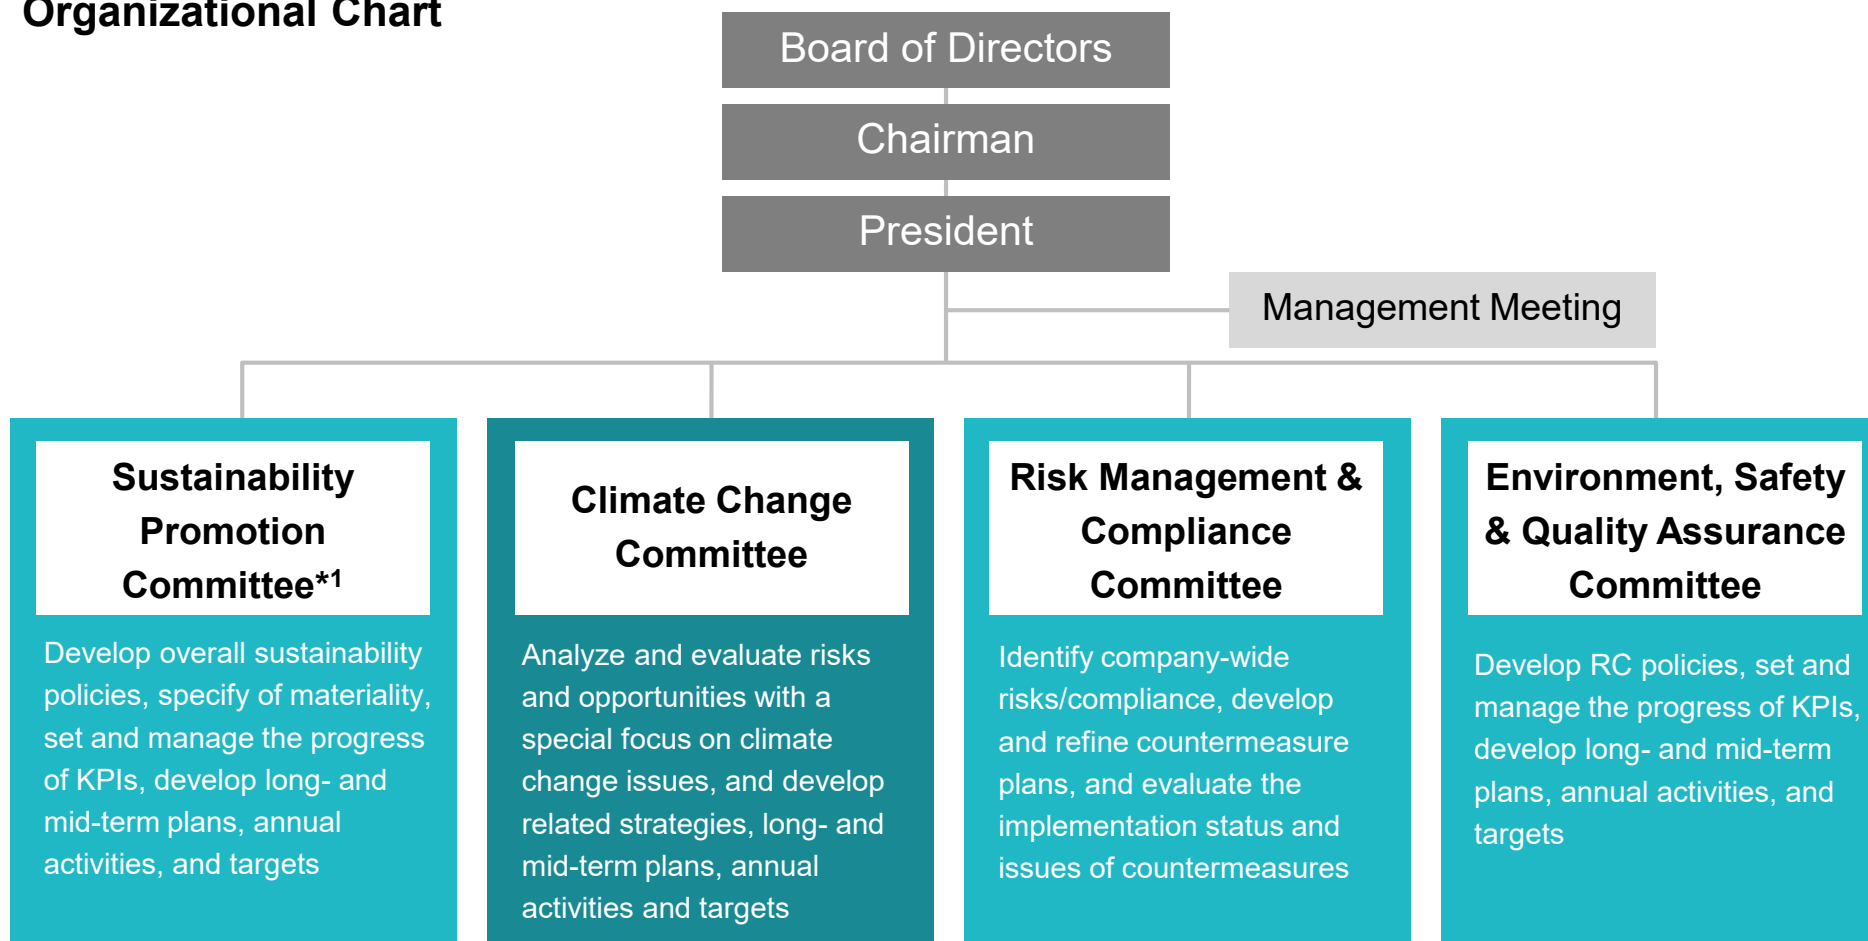 Organizational Chart
Board of Directors
Chairman
President
Management Meeting
Sustainability
Promotion
Committee*1
Develop overall sustainability
policies, specify of materiality,
set and manage the progress
of KPIs, develop long- and
mid-term plans, annual
activities, and targets
Climate Change
Committee
Analyze and evaluate risks
and opportunities with a
special focus on climate
change issues, and develop
related strategies, long- and
mid-term plans, annual
activities and targets
Risk Management &
Compliance
Committee
Identify company-wide
risks/compliance, develop
and refine countermeasure
plans, and evaluate the
implementation status and
issues of countermeasures
Environment, Safety
& Quality Assurance
Committee
Develop RC policies, set and
manage the progress of KPIs,
develop long- and mid-term
plans, annual activities, and
targets